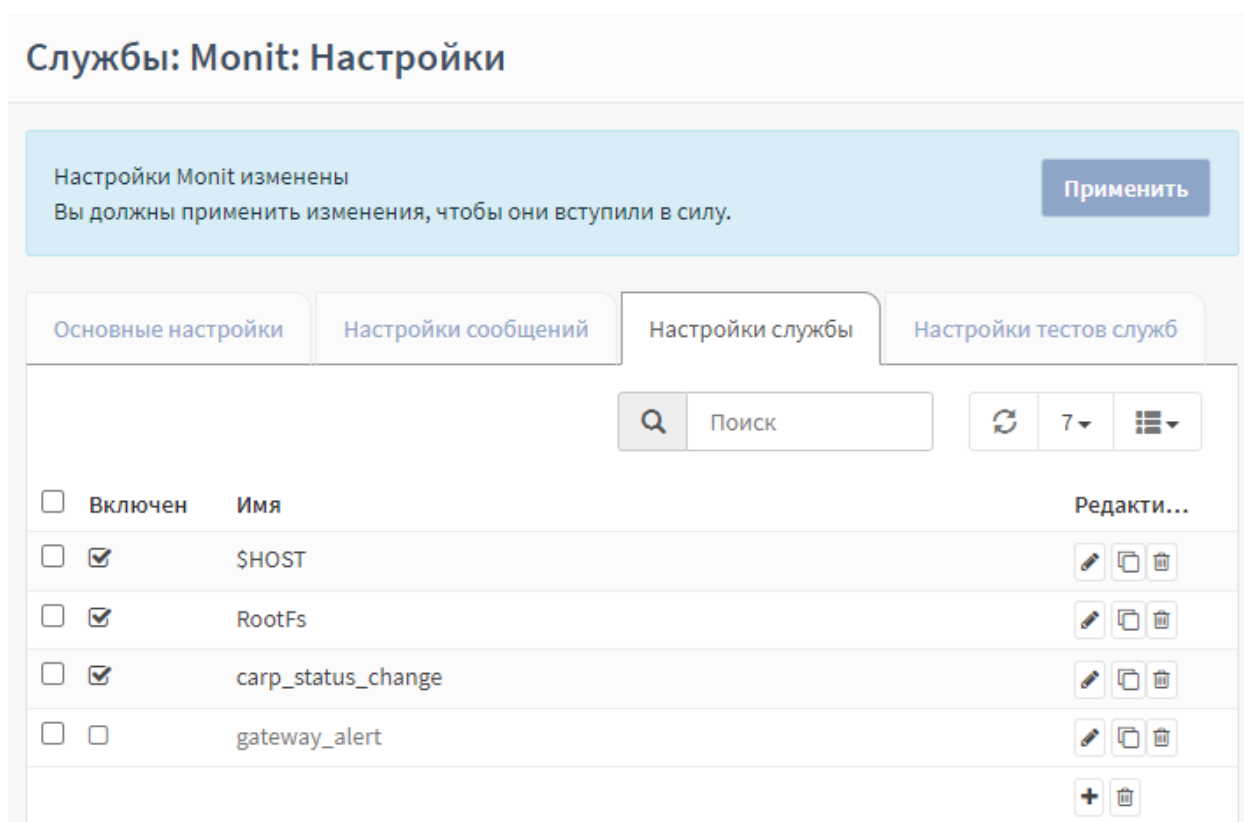 Службы: Monit: Настройки
Настройки Monit изменены
Вы должны применить изменения, чтобы они вступили в силу.
Применить
Основные настройки
Настройки сообщений
Настройки службы
Настройки тестов служб
Поиск
7
Включен
Имя
Редакти...
$HOST
RootFs
carp_status_change
gateway_alert